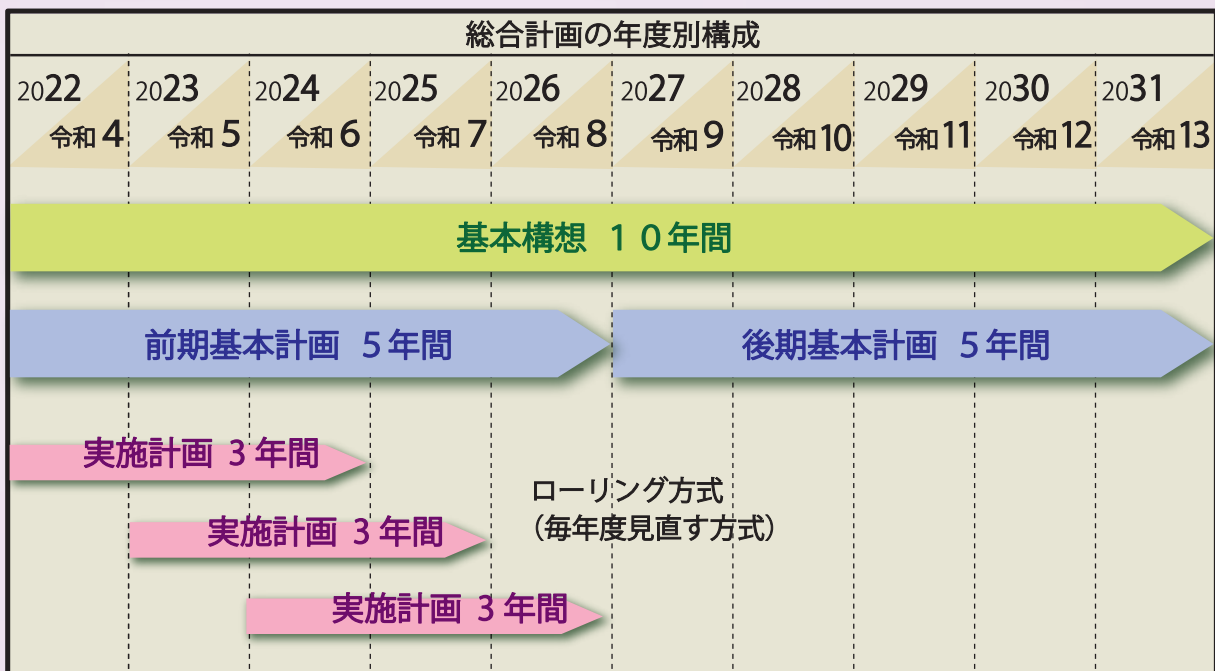 総合計画の年度別構成
2022 2023 2024 2025 2026 2027 2028 2029 2030 2031
令和4 令和5 令和6 令和7 令和8 令和9 令和10 令和11 令和12 令和13
基本構想 10年間
前期基本計画 5年間 後期基本計画 5年間
実施計画 3年間
ローリング方式
(毎年度見直す方式)
実施計画 3年間
実施計画 3年間